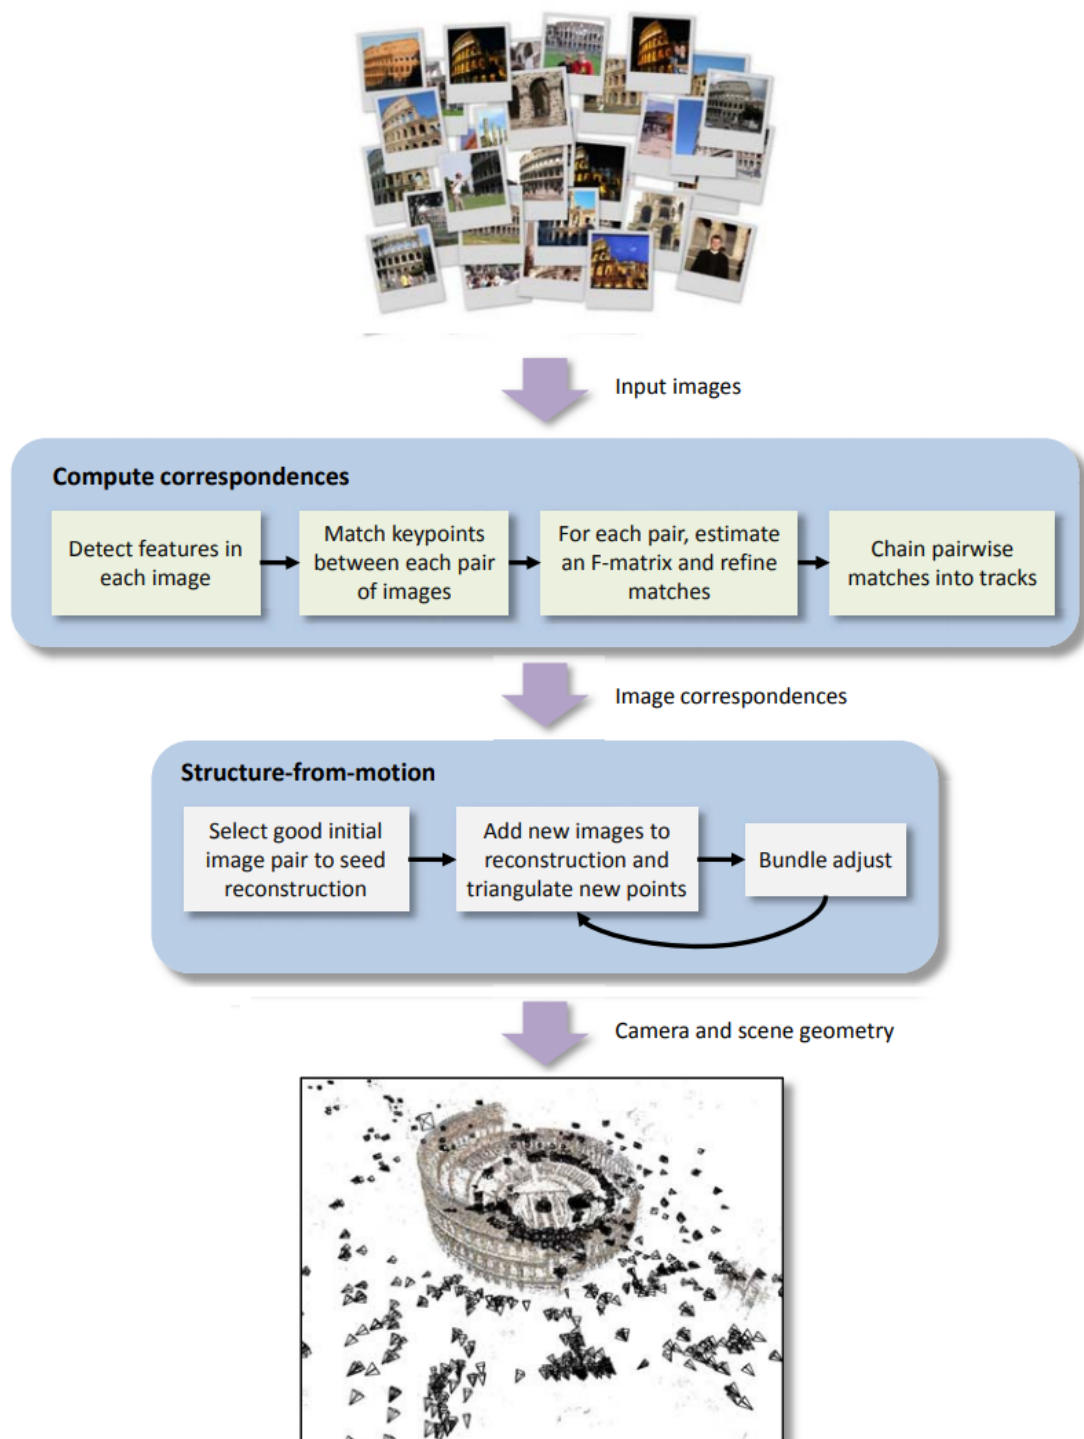 Input images
Compute correspondences
Detect features in
each image
Match keypoints
between each pair
of images
For each pair, estimate
an F-matrix and refine
matches
Chain pairwise
matches into tracks
Image correspondences
Structure-from-motion
Select good initial
image pair to seed
reconstruction
Add new images to
reconstruction and
triangulate new points
Bundle adjust
Camera and scene geometry